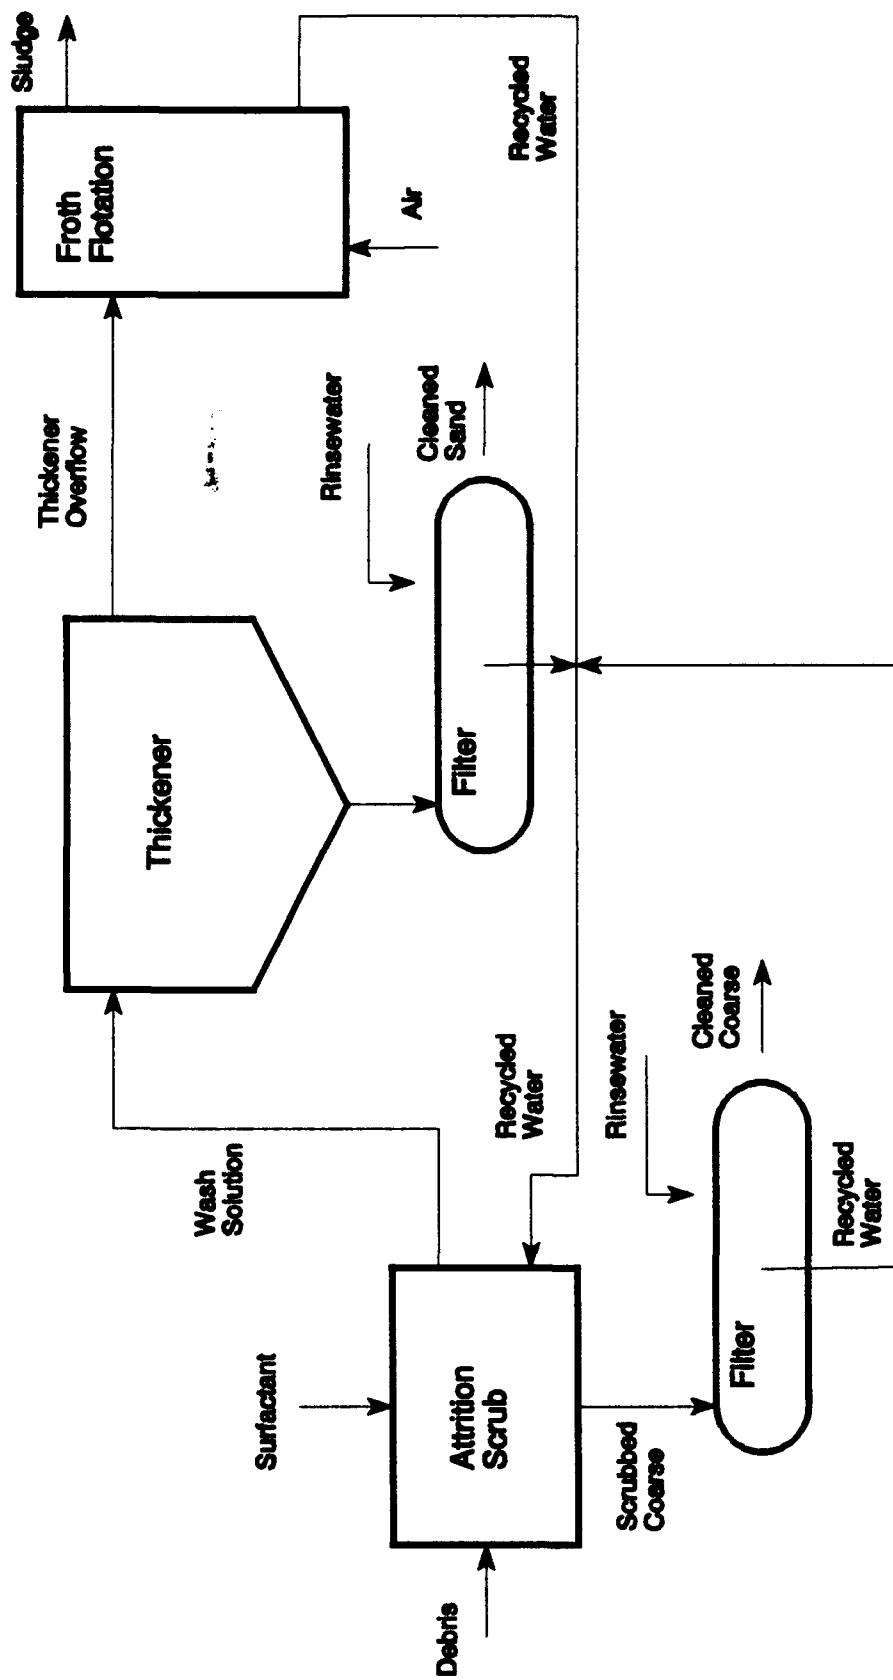 Debris
Surfactant
Attrition
Scrub
Scrubbed
Coarse
Filter
Rinsewater
Cleaned
Coarse
Recycled
Water
Wash
Solution
Recycled
Water
Thickener
Filter
Rinsewater
Cleaned
Sand
Thickener
Overflow
Froth
Flotation
Air
Sludge
Recycled
Water